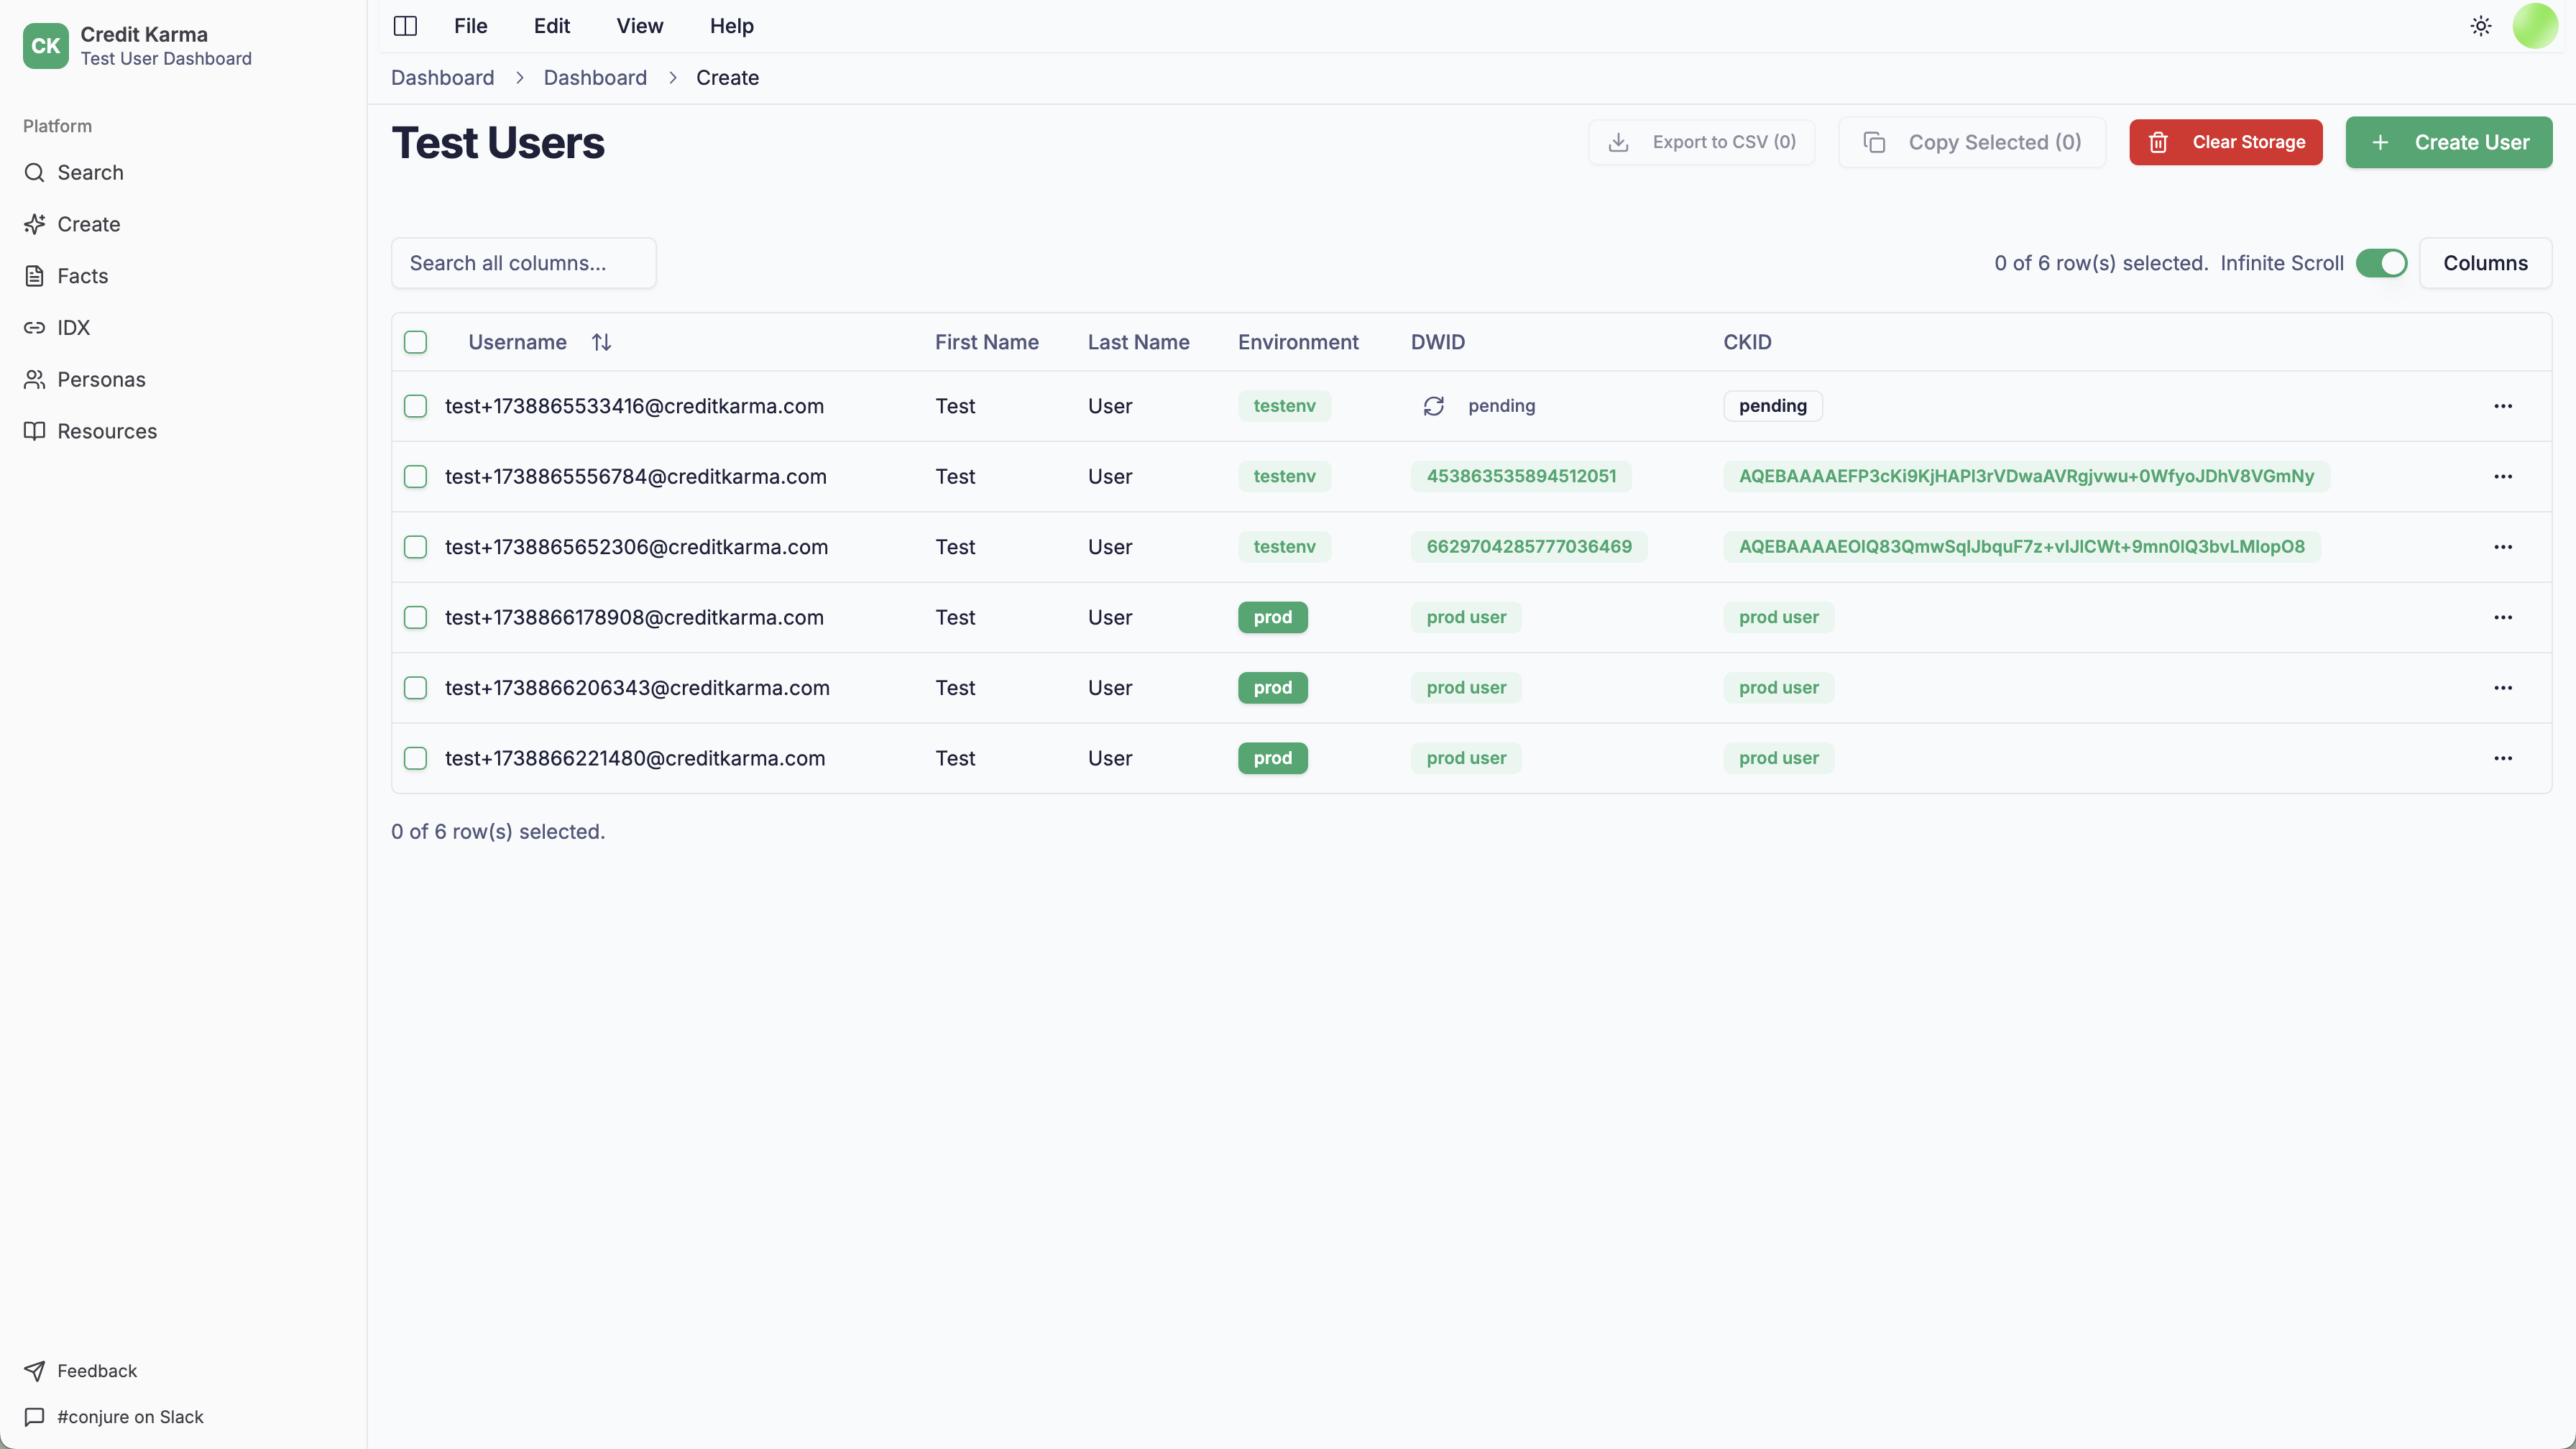 CK
Credit Karma
Test User Dashboard
Platform
Search
Create
Facts
IDX
Personas
Resources
Feedback
#conjure on Slack
File Edit View Help
Dashboard > Dashboard > Create
Test Users
Export to CSV (0) Copy Selected (0) Clear Storage + Create User
Search all columns... 0 of 6 row(s) selected. Infinite Scroll Columns
Username First Name Last Name Environment DWID CKID
test+1738865533416@creditkarma.com Test User testenv pending pending ...
test+1738865556784@creditkarma.com Test User testenv 453863535894512051 AQEBAAAAEFP3cKi9KjHAPI3rVDwaAVRgjvwu+0WfyoJDhV8VGmNy ...
test+1738865652306@creditkarma.com Test User testenv 6629704285777036469 AQEBAAAAEOlQ83QmwSqlJbquF7z+vIJlCWt+9mn0lQ3bvLMlopO8 ...
test+1738866178908@creditkarma.com Test User prod prod user prod user ...
test+1738866206343@creditkarma.com Test User prod prod user prod user ...
test+1738866221480@creditkarma.com Test User prod prod user prod user ...
0 of 6 row(s) selected.